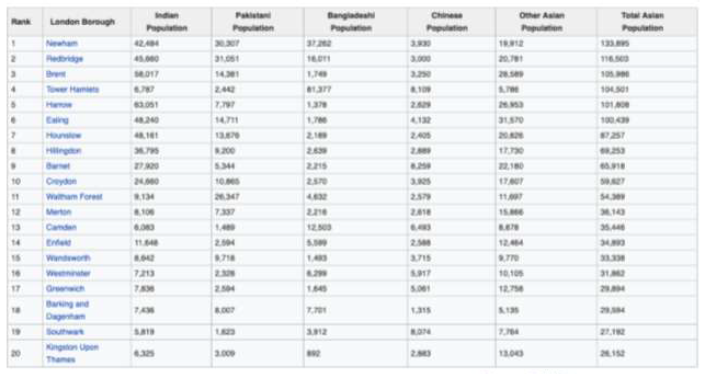 Rank London Borough Indian Population Pakistani Population Bangladeshi Population Chinese Population Other Asian Population Total Asian Population
1 Newham 42,484 30,307 37,262 3,930 19,912 133,895
2 Redbridge 45,660 31,051 16,011 3,000 20,781 116,503
3 Brent 58,017 14,381 1,749 3,250 28,589 105,986
4 Tower Hamlets 6,787 2,442 81,377 8,109 5,786 104,501
5 Harrow 63,051 7,797 1,378 2,629 26,953 101,808
6 Ealing 48,240 14,711 1,786 4,132 31,570 100,439
7 Hounslow 48,161 13,676 2,189 2,405 20,826 87,257
8 Hillingdon 36,795 9,200 2,639 2,889 17,730 69,253
9 Barnet 27,920 5,344 2,215 8,259 22,180 65,918
10 Croydon 24,660 10,865 2,570 3,925 17,607 59,627
11 Waltham Forest 9,134 26,347 4,632 2,579 11,697 54,389
12 Merton 8,106 7,337 2,216 2,618 15,866 36,143
13 Camden 6,083 1,489 12,503 6,493 8,878 35,446
14 Enfield 11,648 2,594 5,599 2,588 12,464 34,893
15 Wandsworth 8,642 9,718 1,493 3,715 9,770 33,338
16 Westminster 7,213 2,328 6,299 5,917 10,105 31,862
17 Greenwich 7,836 2,594 1,645 5,061 12,758 29,894
18 Barking and Dagenham 7,436 8,007 7,701 1,315 5,135 29,594
19 Southwark 5,819 1,623 3,912 8,074 7,764 27,192
20 Kingston Upon Thames 6,325 3,009 892 2,883 13,043 26,152